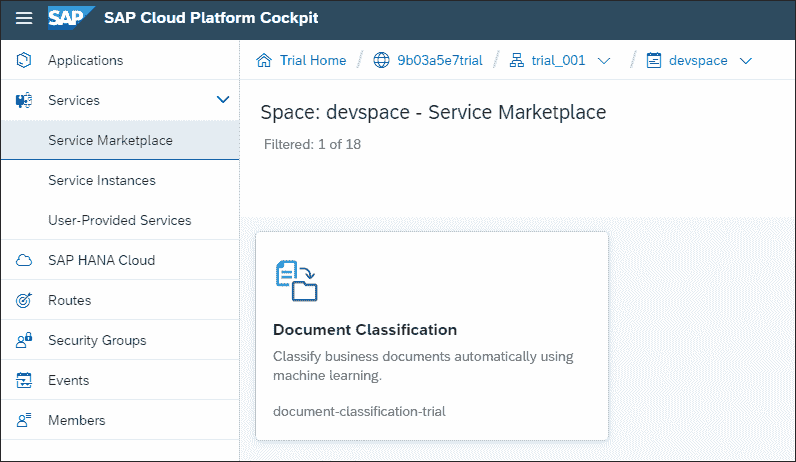 SAP SAP Cloud Platform Cockpit
Applications
Services
Service Marketplace
Service Instances
User-Provided Services
SAP HANA Cloud
Routes
Security Groups
Events
Members
Trial Home / 9b03a5e7trial / trial_001 / devspace
Space: devspace - Service Marketplace
Filtered: 1 of 18
Document Classification
Classify business documents automatically using
machine learning.
document-classification-trial